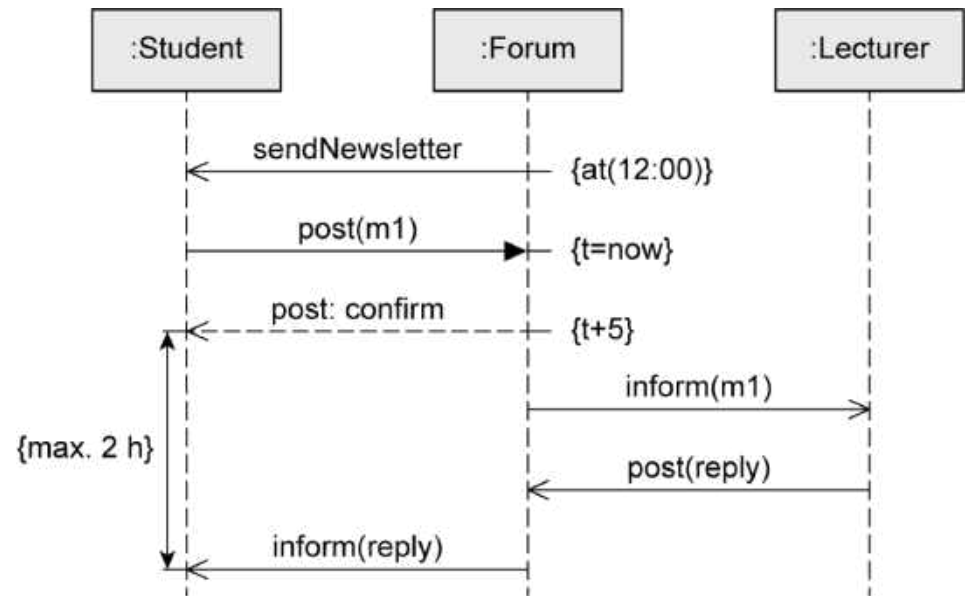 :Student
:Forum
:Lecturer
sendNewsletter
{at(12:00)}
post(m1)
{t=now}
post: confirm
{t+5}
inform(m1)
{max. 2 h}
post(reply)
inform(reply)